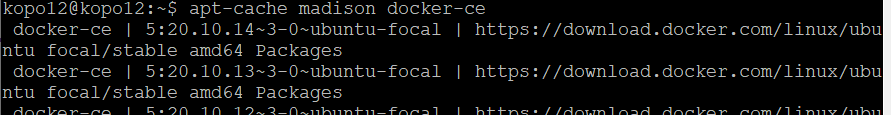 kopo12@kopo12:~$ apt-cache madison docker-ce
 docker-ce | 5:20.10.14~3-0~ubuntu-focal | https://download.docker.com/linux/ubu
ntu focal/stable amd64 Packages
 docker-ce | 5:20.10.13~3-0~ubuntu-focal | https://download.docker.com/linux/ubu
ntu focal/stable amd64 Packages
 docker-ce | 5:20.10.12~3-0~ubuntu-focal | https://download.docker.com/linux/ubu